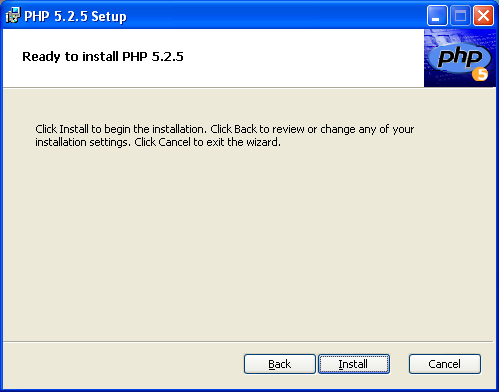 PHP 5.2.5 Setup
Ready to install PHP 5.2.5
php
5
Click Install to begin the installation. Click Back to review or change any of your
installation settings. Click Cancel to exit the wizard.
Back Install Cancel